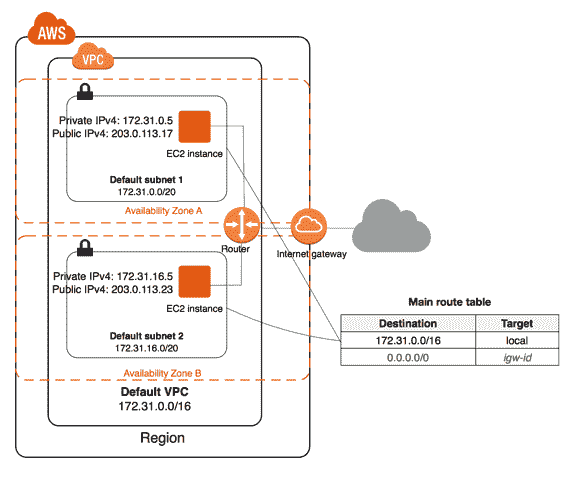 AWS
VPC
Private IPv4: 172.31.0.5
Public IPv4: 203.0.113.17
EC2 instance
Default subnet 1
172.31.0.0/20
Availability Zone A
Router
Internet gateway
Private IPv4: 172.31.16.5
Public IPv4: 203.0.113.23
EC2 instance
Default subnet 2
172.31.16.0/20
Availability Zone B
Default VPC
172.31.0.0/16
Region
Main route table
Destination Target
172.31.0.0/16 local
0.0.0.0/0 igw-id